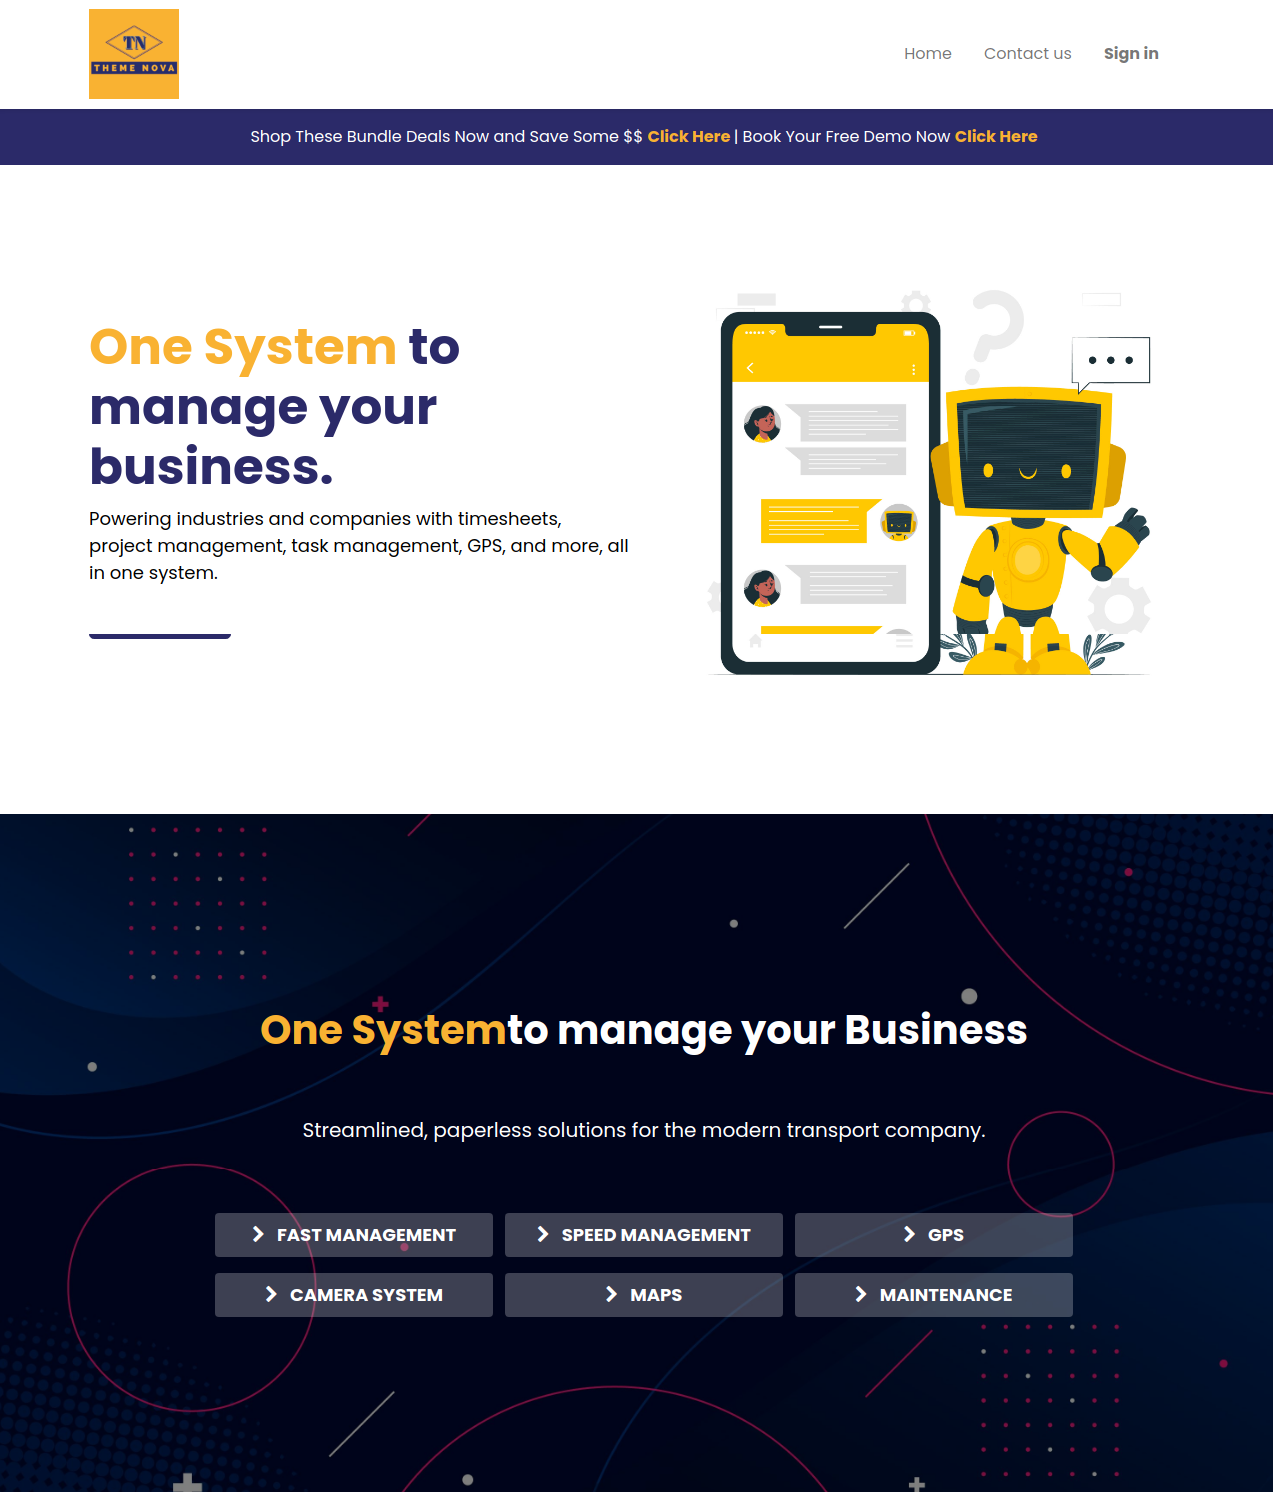 TN
THEME NOVA
Home Contact us Sign in
Shop These Bundle Deals Now and Save Some $$ Click Here | Book Your Free Demo Now Click Here
One System to
manage your
business.
Powering industries and companies with timesheets,
project management, task management, GPS, and more, all
in one system.
One Systemto manage your Business
Streamlined, paperless solutions for the modern transport company.
FAST MANAGEMENT SPEED MANAGEMENT GPS
CAMERA SYSTEM MAPS MAINTENANCE